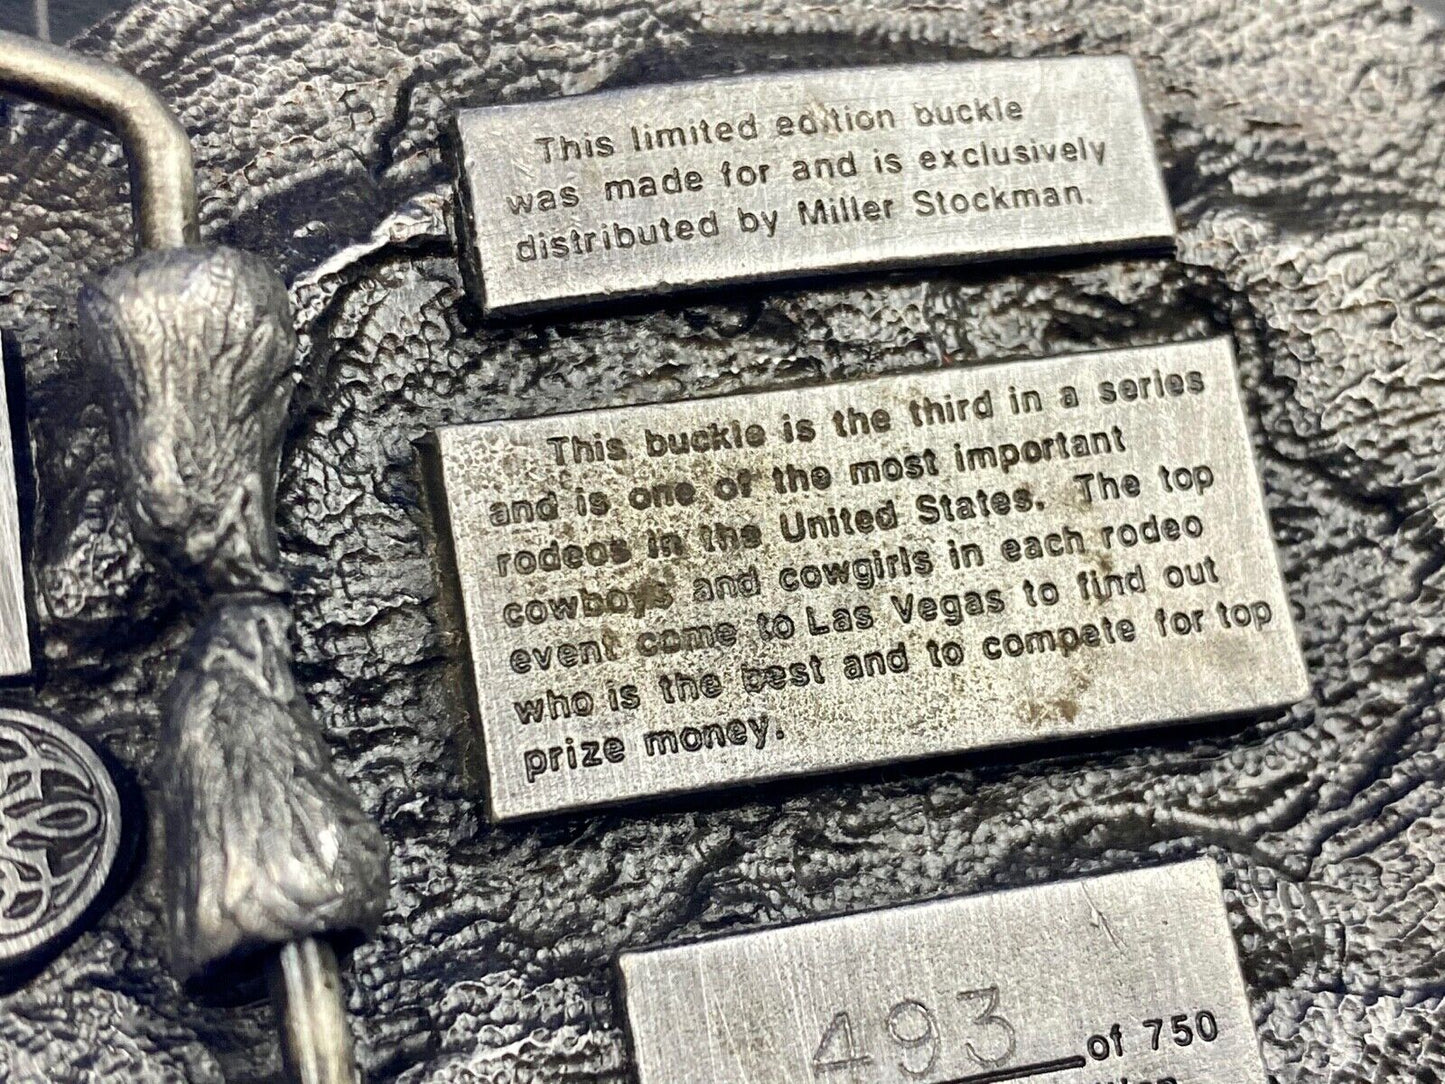 This limited edition buckle
was made for and is exclusively
distributed by Miller Stockman.
This buckle is the third in a series
and is one of the most important
rodeos in the United States. The top
cowboys and cowgirls in each rodeo
event come to Las Vegas to find out
who is the best and to compete for top
prize money.
493 of 750